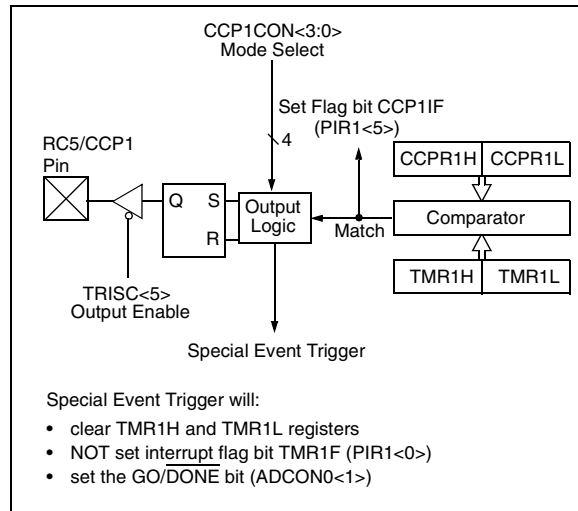 CCP1CON<3:0>
Mode Select
Set Flag bit CCP1IF
(PIR1<5>)
4
RC5/CCP1
Pin
CCPR1H CCPR1L
Q S
R
Output
Logic
Match
Comparator
TRISC<5>
Output Enable
TMR1H TMR1L
Special Event Trigger
Special Event Trigger will:
• clear TMR1H and TMR1L registers
• NOT set interrupt flag bit TMR1F (PIR1<0>)
• set the GO/DONE bit (ADCON0<1>)